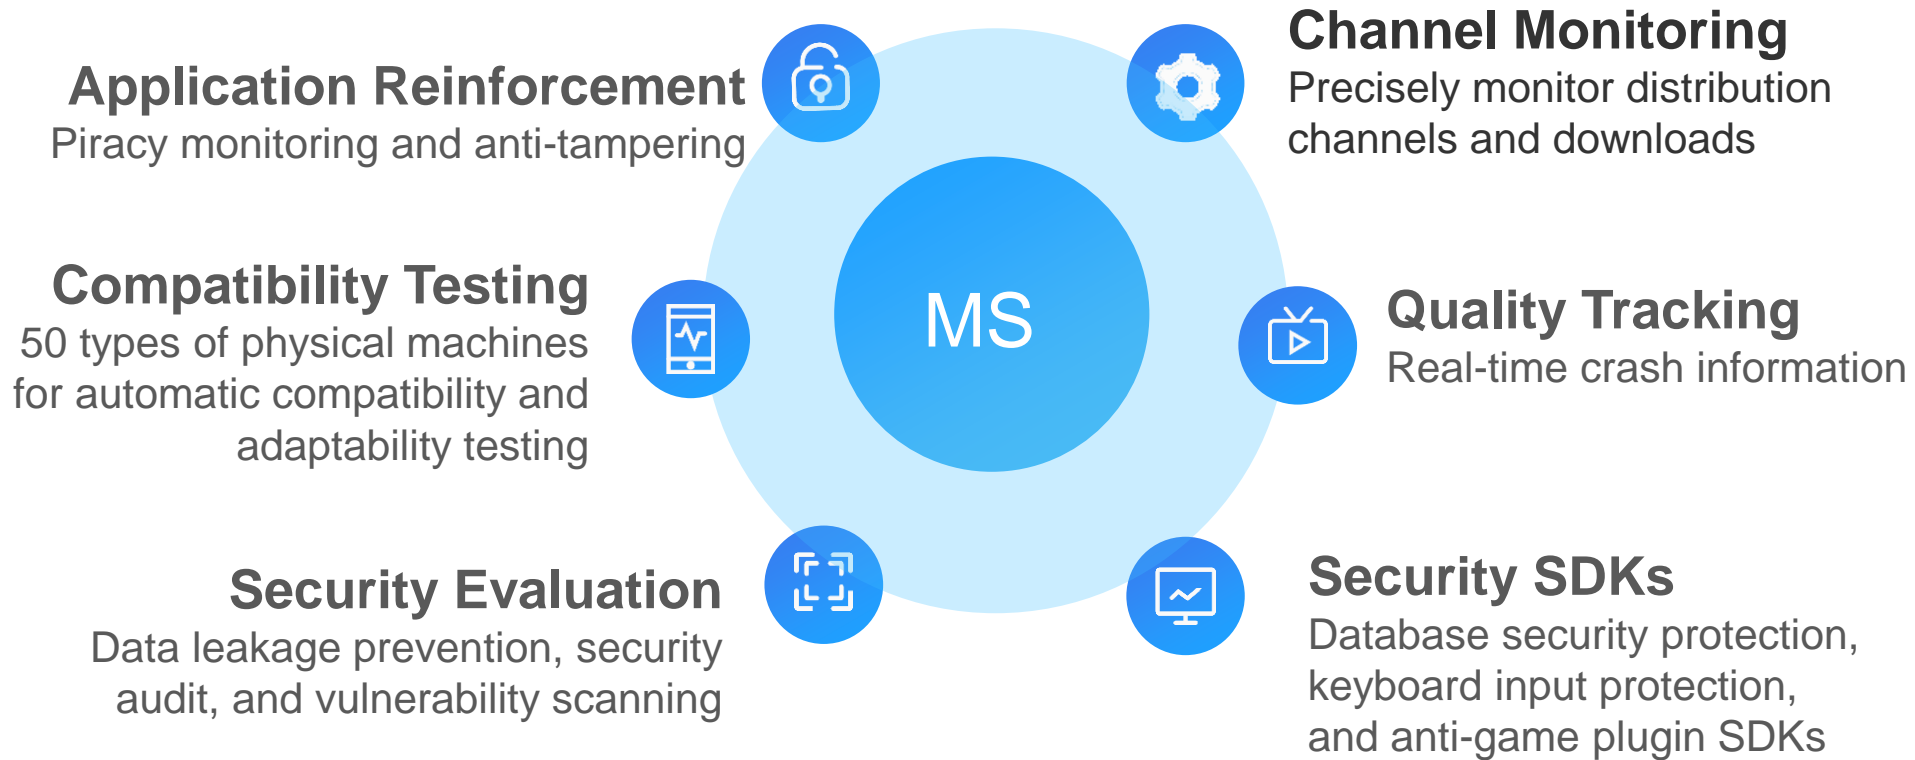 Application Reinforcement
Piracy monitoring and anti-tampering
Compatibility Testing
50 types of physical machines
for automatic compatibility and
adaptability testing
Security Evaluation
Data leakage prevention, security
audit, and vulnerability scanning
MS
Channel Monitoring
Precisely monitor distribution
channels and downloads
Quality Tracking
Real-time crash information
Security SDKs
Database security protection,
keyboard input protection,
and anti-game plugin SDKs